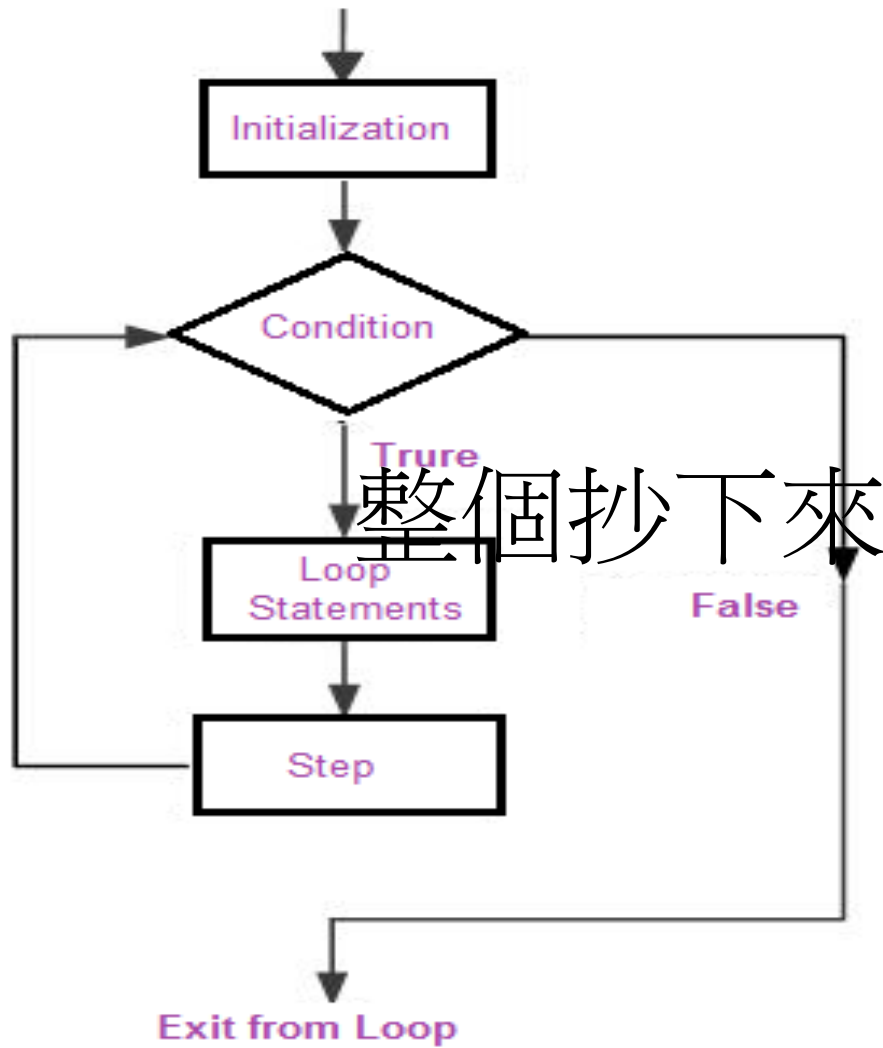 Initialization
Condition
Trure
整個抄下來
Loop
Statements
False
Step
Exit from Loop